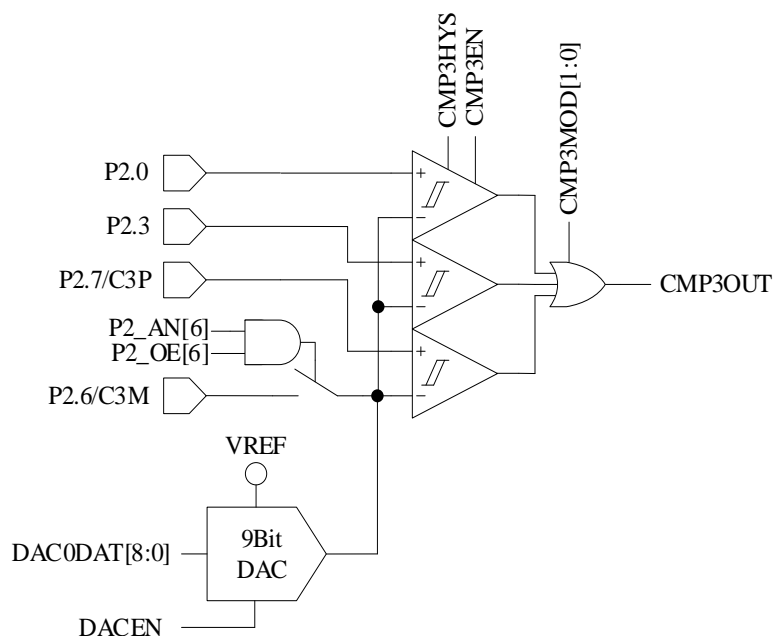 CMP3HYS
CMP3EN
CMP3MOD[1:0]
P2.0
+
−
P2.3
+
−
P2.7/C3P
+
−
P2_AN[6]
P2_OE[6]
P2.6/C3M
CMP3OUT
VREF
DAC0DAT[8:0]
9Bit
DAC
DACEN